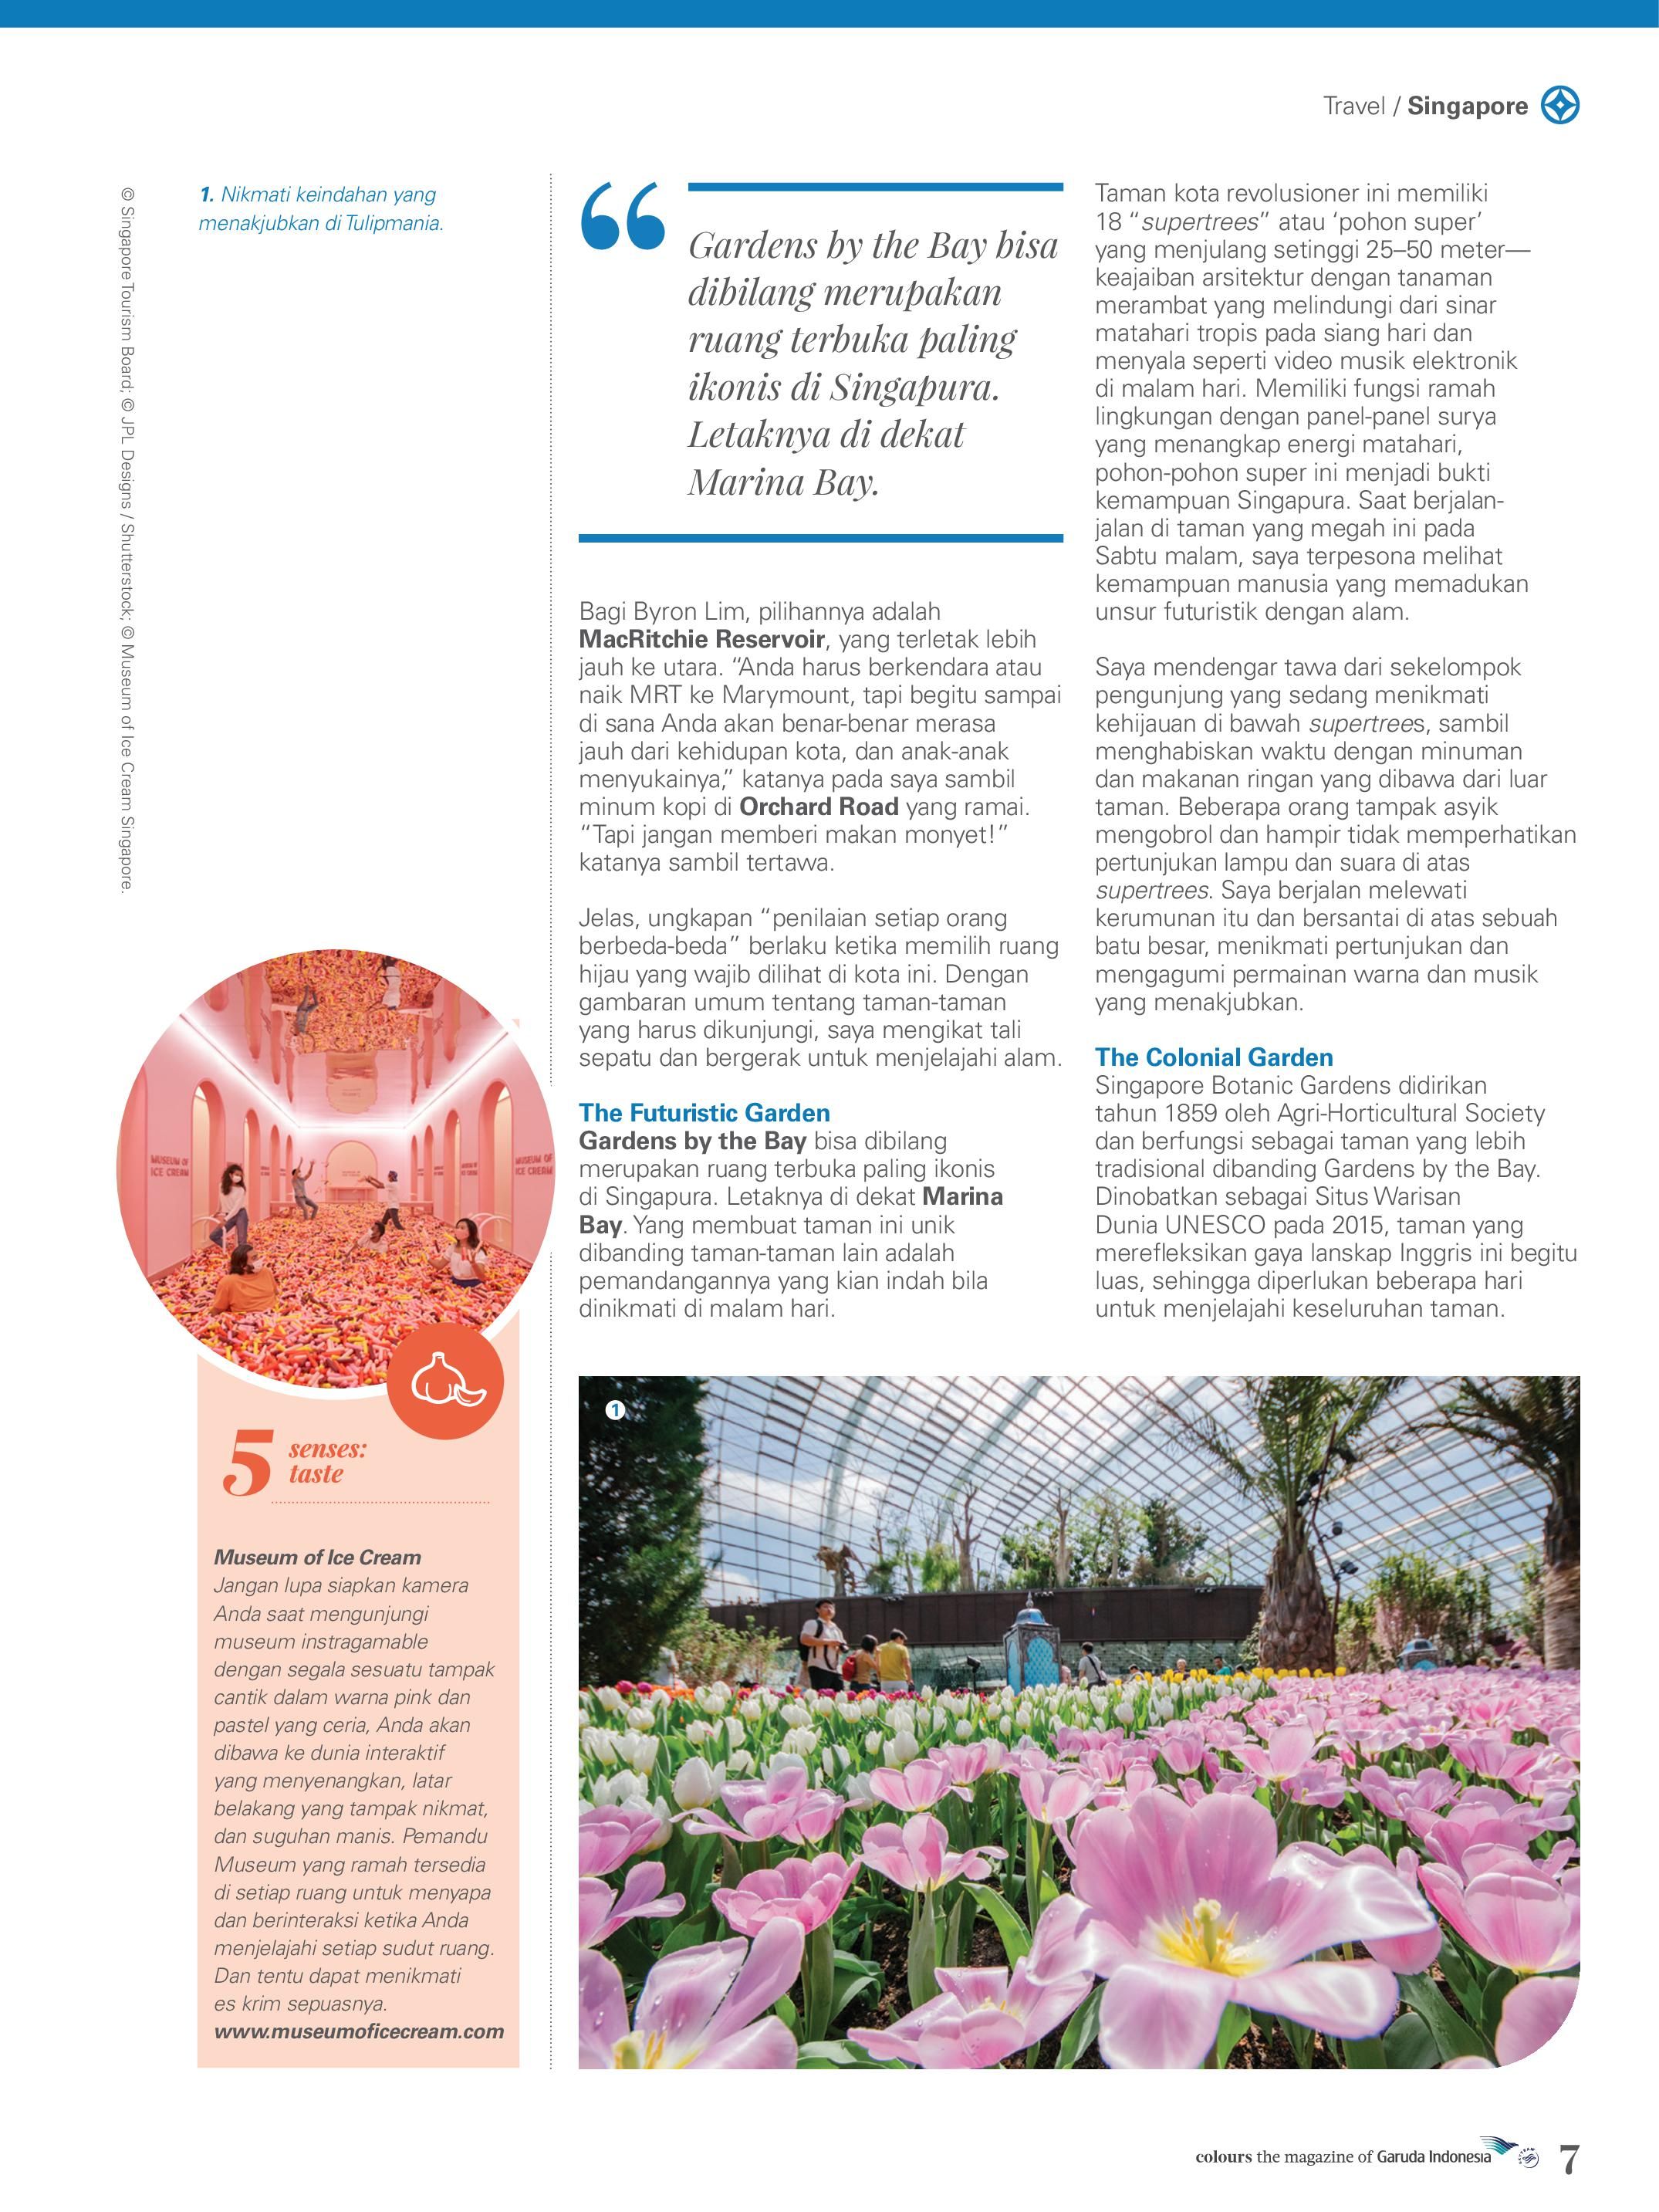 Travel / Singapore
© Singapore Tourism Board; © JPL Designs / Shutterstock; © Museum of Ice Cream Singapore.
1. Nikmati keindahan yang
menakjubkan di Tulipmania.
“
Gardens by the Bay bisa
dibilang merupakan
ruang terbuka paling
ikonis di Singapura.
Letaknya di dekat
Marina Bay.
Bagi Byron Lim, pilihannya adalah
MacRitchie Reservoir, yang terletak lebih
jauh ke utara. “Anda harus berkendara atau
naik MRT ke Marymount, tapi begitu sampai
di sana Anda akan benar-benar merasa
jauh dari kehidupan kota, dan anak-anak
menyukainya,” katanya pada saya sambil
minum kopi di Orchard Road yang ramai.
“Tapi jangan memberi makan monyet!”
katanya sambil tertawa.
Jelas, ungkapan “penilaian setiap orang
berbeda-beda” berlaku ketika memilih ruang
hijau yang wajib dilihat di kota ini. Dengan
gambaran umum tentang taman-taman
yang harus dikunjungi, saya mengikat tali
sepatu dan bergerak untuk menjelajahi alam.
The Futuristic Garden
Gardens by the Bay bisa dibilang
merupakan ruang terbuka paling ikonis
di Singapura. Letaknya di dekat Marina
Bay. Yang membuat taman ini unik
dibanding taman-taman lain adalah
pemandangannya yang kian indah bila
dinikmati di malam hari.
Taman kota revolusioner ini memiliki
18 “supertrees” atau ‘pohon super’
yang menjulang setinggi 25–50 meter—
keajaiban arsitektur dengan tanaman
merambat yang melindungi dari sinar
matahari tropis pada siang hari dan
menyala seperti video musik elektronik
di malam hari. Memiliki fungsi ramah
lingkungan dengan panel-panel surya
yang menangkap energi matahari,
pohon-pohon super ini menjadi bukti
kemampuan Singapura. Saat berjalan-
jalan di taman yang megah ini pada
Sabtu malam, saya terpesona melihat
kemampuan manusia yang memadukan
unsur futuristik dengan alam.
Saya mendengar tawa dari sekelompok
pengunjung yang sedang menikmati
kehijauan di bawah supertrees, sambil
menghabiskan waktu dengan minuman
dan makanan ringan yang dibawa dari luar
taman. Beberapa orang tampak asyik
mengobrol dan hampir tidak memperhatikan
pertunjukan lampu dan suara di atas
supertrees. Saya berjalan melewati
kerumunan itu dan bersantai di atas sebuah
batu besar, menikmati pertunjukan dan
mengagumi permainan warna dan musik
yang menakjubkan.
The Colonial Garden
Singapore Botanic Gardens didirikan
tahun 1859 oleh Agri-Horticultural Society
dan berfungsi sebagai taman yang lebih
tradisional dibanding Gardens by the Bay.
Dinobatkan sebagai Situs Warisan
Dunia UNESCO pada 2015, taman yang
merefleksikan gaya lanskap Inggris ini begitu
luas, sehingga diperlukan beberapa hari
untuk menjelajahi keseluruhan taman.
MUSEUM OF
ICE CREAM
MUSEUM OF
ICE CREAM
5 senses:
taste
Museum of Ice Cream
Jangan lupa siapkan kamera
Anda saat mengunjungi
museum instragamable
dengan segala sesuatu tampak
cantik dalam warna pink dan
pastel yang ceria, Anda akan
dibawa ke dunia interaktif
yang menyenangkan, latar
belakang yang tampak nikmat,
dan suguhan manis. Pemandu
Museum yang ramah tersedia
di setiap ruang untuk menyapa
dan berinteraksi ketika Anda
menjelajahi setiap sudut ruang.
Dan tentu dapat menikmati
es krim sepuasnya.
www.museumoficecream.com
1
colours the magazine of Garuda Indonesia
7